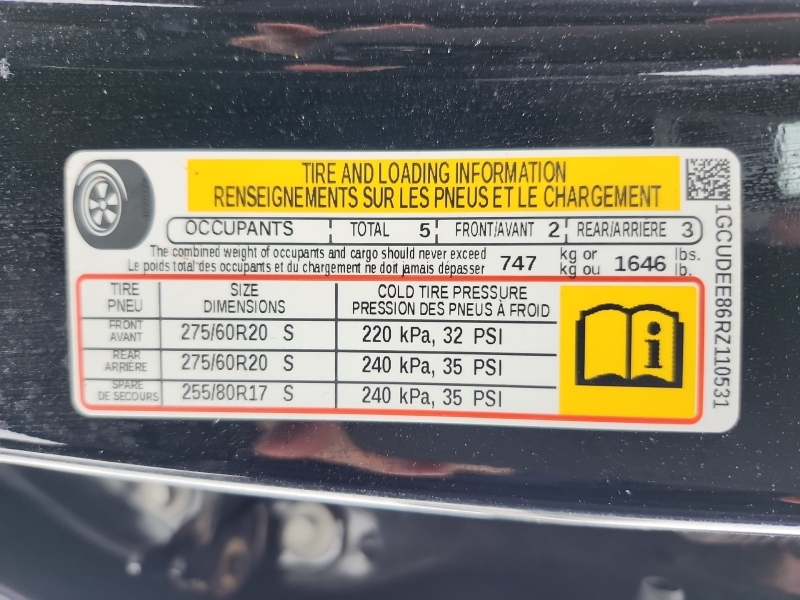 TIRE AND LOADING INFORMATION
RENSEIGNEMENTS SUR LES PNEUS ET LE CHARGEMENT
OCCUPANTS TOTAL 5 FRONT/AVANT 2 REAR/ARRIÈRE 3
The combined weight of occupants and cargo should never exceed 747 kg or 1646 lbs.
Le poids total des occupants et du chargement ne doit jamais dépasser kg ou lb.
TIRE SIZE COLD TIRE PRESSURE
PNEU DIMENSIONS PRESSION DES PNEUS À FROID
FRONT
AVANT 275/60R20 S 220 kPa, 32 PSI
REAR
ARRIÈRE 275/60R20 S 240 kPa, 35 PSI
SPARE
DE SECOURS 255/80R17 S 240 kPa, 35 PSI
1GCUDEE86RZ110531